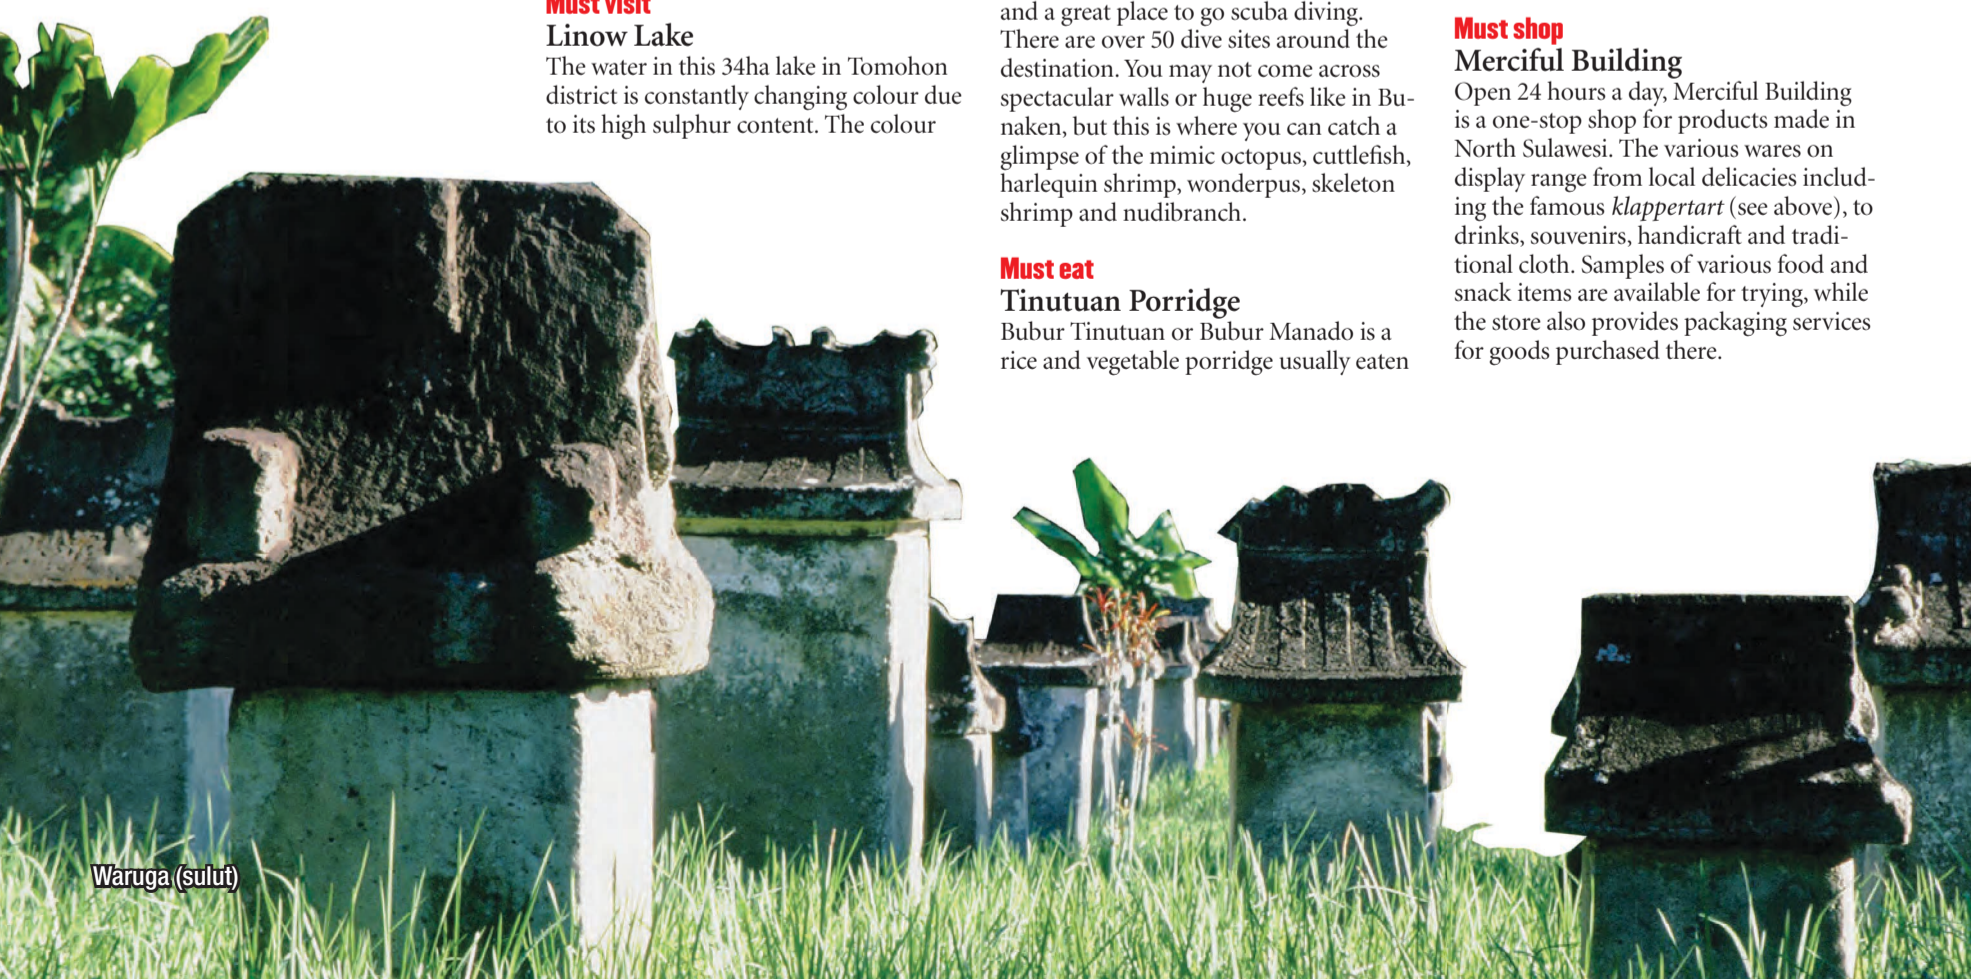 Must visit
Linow Lake
The water in this 34ha lake in Tomohon
district is constantly changing colour due
to its high sulphur content. The colour
and a great place to go scuba diving.
There are over 50 dive sites around the
destination. You may not come across
spectacular walls or huge reefs like in Bu-
naken, but this is where you can catch a
glimpse of the mimic octopus, cuttlefish,
harlequin shrimp, wonderpus, skeleton
shrimp and nudibranch.
Must eat
Tinutuan Porridge
Bubur Tinutuan or Bubur Manado is a
rice and vegetable porridge usually eaten
Must shop
Merciful Building
Open 24 hours a day, Merciful Building
is a one-stop shop for products made in
North Sulawesi. The various wares on
display range from local delicacies includ-
ing the famous klappertart (see above), to
drinks, souvenirs, handicraft and tradi-
tional cloth. Samples of various food and
snack items are available for trying, while
the store also provides packaging services
for goods purchased there.
Waruga (sulut)